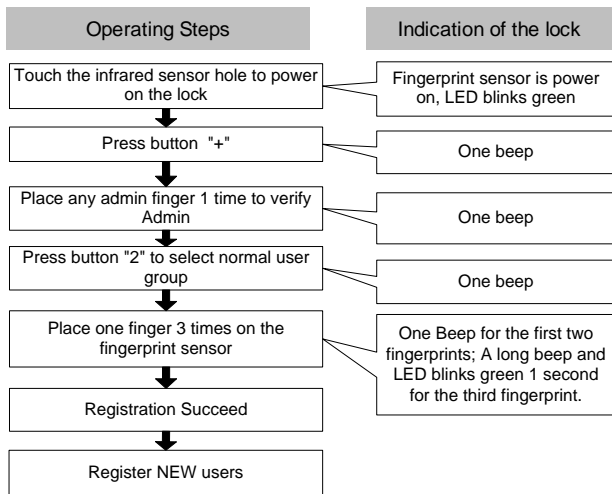 Operating Steps
Indication of the lock
Touch the infrared sensor hole to power
on the lock
Fingerprint sensor is power
on, LED blinks green
Press button "+"
One beep
Place any admin finger 1 time to verify
Admin
One beep
Press button "2" to select normal user
group
One beep
Place one finger 3 times on the
fingerprint sensor
One Beep for the first two
fingerprints; A long beep and
LED blinks green 1 second
for the third fingerprint.
Registration Succeed
Register NEW users